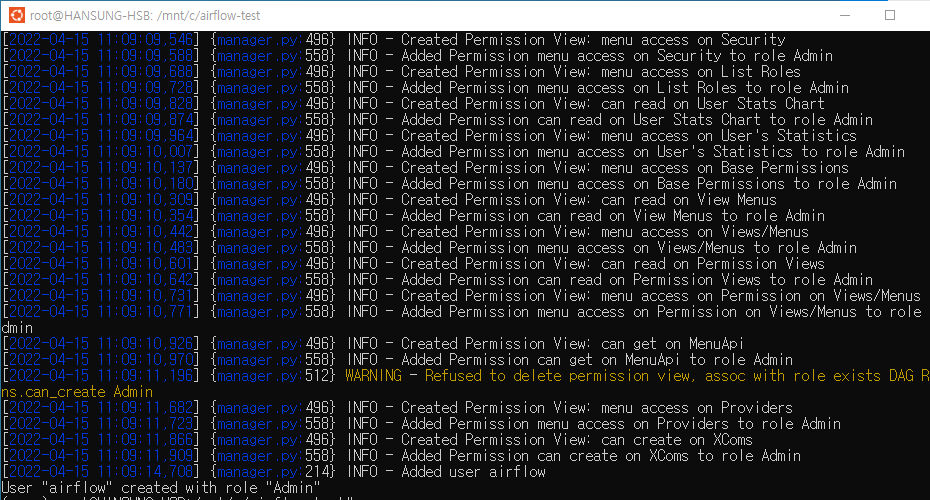 root@HANSUNG-HSB: /mnt/c/airflow-test
[2022-04-15 11:09:09,546] {manager.py:496} INFO - Created Permission View: menu access on Security
[2022-04-15 11:09:09,588] {manager.py:558} INFO - Added Permission menu access on Security to role Admin
[2022-04-15 11:09:09,688] {manager.py:496} INFO - Created Permission View: menu access on List Roles
[2022-04-15 11:09:09,728] {manager.py:558} INFO - Added Permission menu access on List Roles to role Admin
[2022-04-15 11:09:09,828] {manager.py:496} INFO - Created Permission View: can read on User Stats Chart
[2022-04-15 11:09:09,874] {manager.py:558} INFO - Added Permission can read on User Stats Chart to role Admin
[2022-04-15 11:09:09,964] {manager.py:496} INFO - Created Permission View: menu access on User's Statistics
[2022-04-15 11:09:10,007] {manager.py:558} INFO - Added Permission menu access on User's Statistics to role Admin
[2022-04-15 11:09:10,137] {manager.py:496} INFO - Created Permission View: menu access on Base Permissions
[2022-04-15 11:09:10,180] {manager.py:558} INFO - Added Permission menu access on Base Permissions to role Admin
[2022-04-15 11:09:10,309] {manager.py:496} INFO - Created Permission View: can read on View Menus
[2022-04-15 11:09:10,354] {manager.py:558} INFO - Added Permission can read on View Menus to role Admin
[2022-04-15 11:09:10,442] {manager.py:496} INFO - Created Permission View: menu access on Views/Menus
[2022-04-15 11:09:10,483] {manager.py:558} INFO - Added Permission menu access on Views/Menus to role Admin
[2022-04-15 11:09:10,601] {manager.py:496} INFO - Created Permission View: can read on Permission Views
[2022-04-15 11:09:10,642] {manager.py:558} INFO - Added Permission can read on Permission Views to role Admin
[2022-04-15 11:09:10,731] {manager.py:496} INFO - Created Permission View: menu access on Permission on Views/Menus
[2022-04-15 11:09:10,771] {manager.py:558} INFO - Added Permission menu access on Permission on Views/Menus to role
dmin
[2022-04-15 11:09:10,926] {manager.py:496} INFO - Created Permission View: can get on MenuApi
[2022-04-15 11:09:10,970] {manager.py:558} INFO - Added Permission can get on MenuApi to role Admin
[2022-04-15 11:09:11,196] {manager.py:512} WARNING - Refused to delete permission view, assoc with role exists DAG R
ns.can_create Admin
[2022-04-15 11:09:11,682] {manager.py:496} INFO - Created Permission View: menu access on Providers
[2022-04-15 11:09:11,723] {manager.py:558} INFO - Added Permission menu access on Providers to role Admin
[2022-04-15 11:09:11,866] {manager.py:496} INFO - Created Permission View: can create on XComs
[2022-04-15 11:09:11,909] {manager.py:558} INFO - Added Permission can create on XComs to role Admin
[2022-04-15 11:09:14,708] {manager.py:214} INFO - Added user airflow
User "airflow" created with role "Admin"